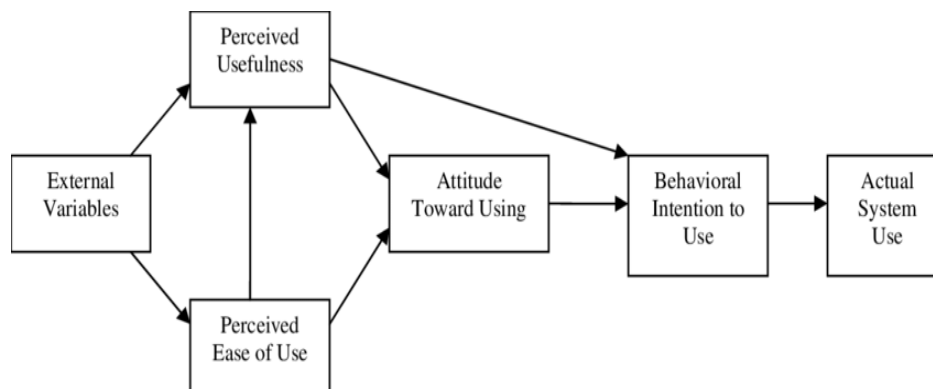 Perceived
Usefulness
External
Variables
Attitude
Toward Using
Behavioral
Intention to
Use
Actual
System
Use
Perceived
Ease of Use